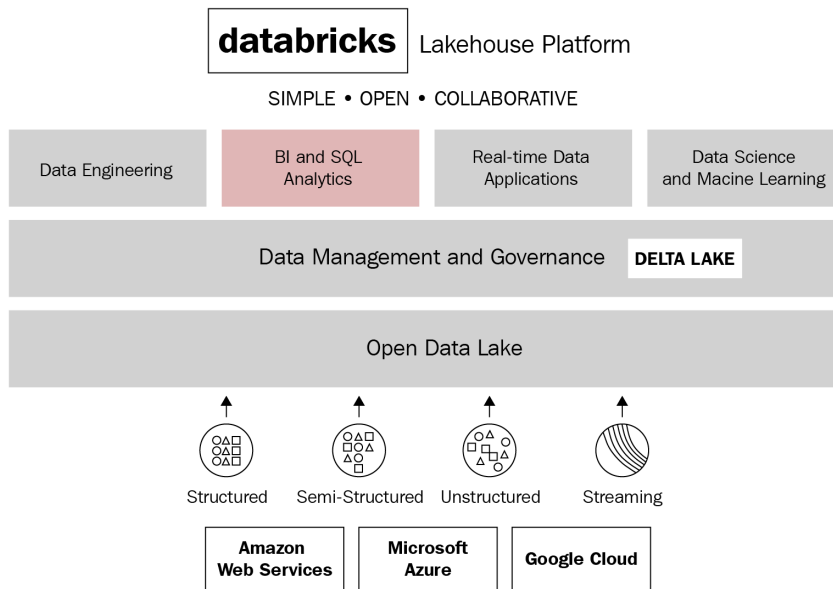 databricks Lakehouse Platform
SIMPLE • OPEN • COLLABORATIVE
Data Engineering
BI and SQL
Analytics
Real-time Data
Applications
Data Science
and Macine Learning
Data Management and Governance
DELTA LAKE
Open Data Lake
Structured
Semi-Structured
Unstructured
Streaming
Amazon
Web Services
Microsoft
Azure
Google Cloud